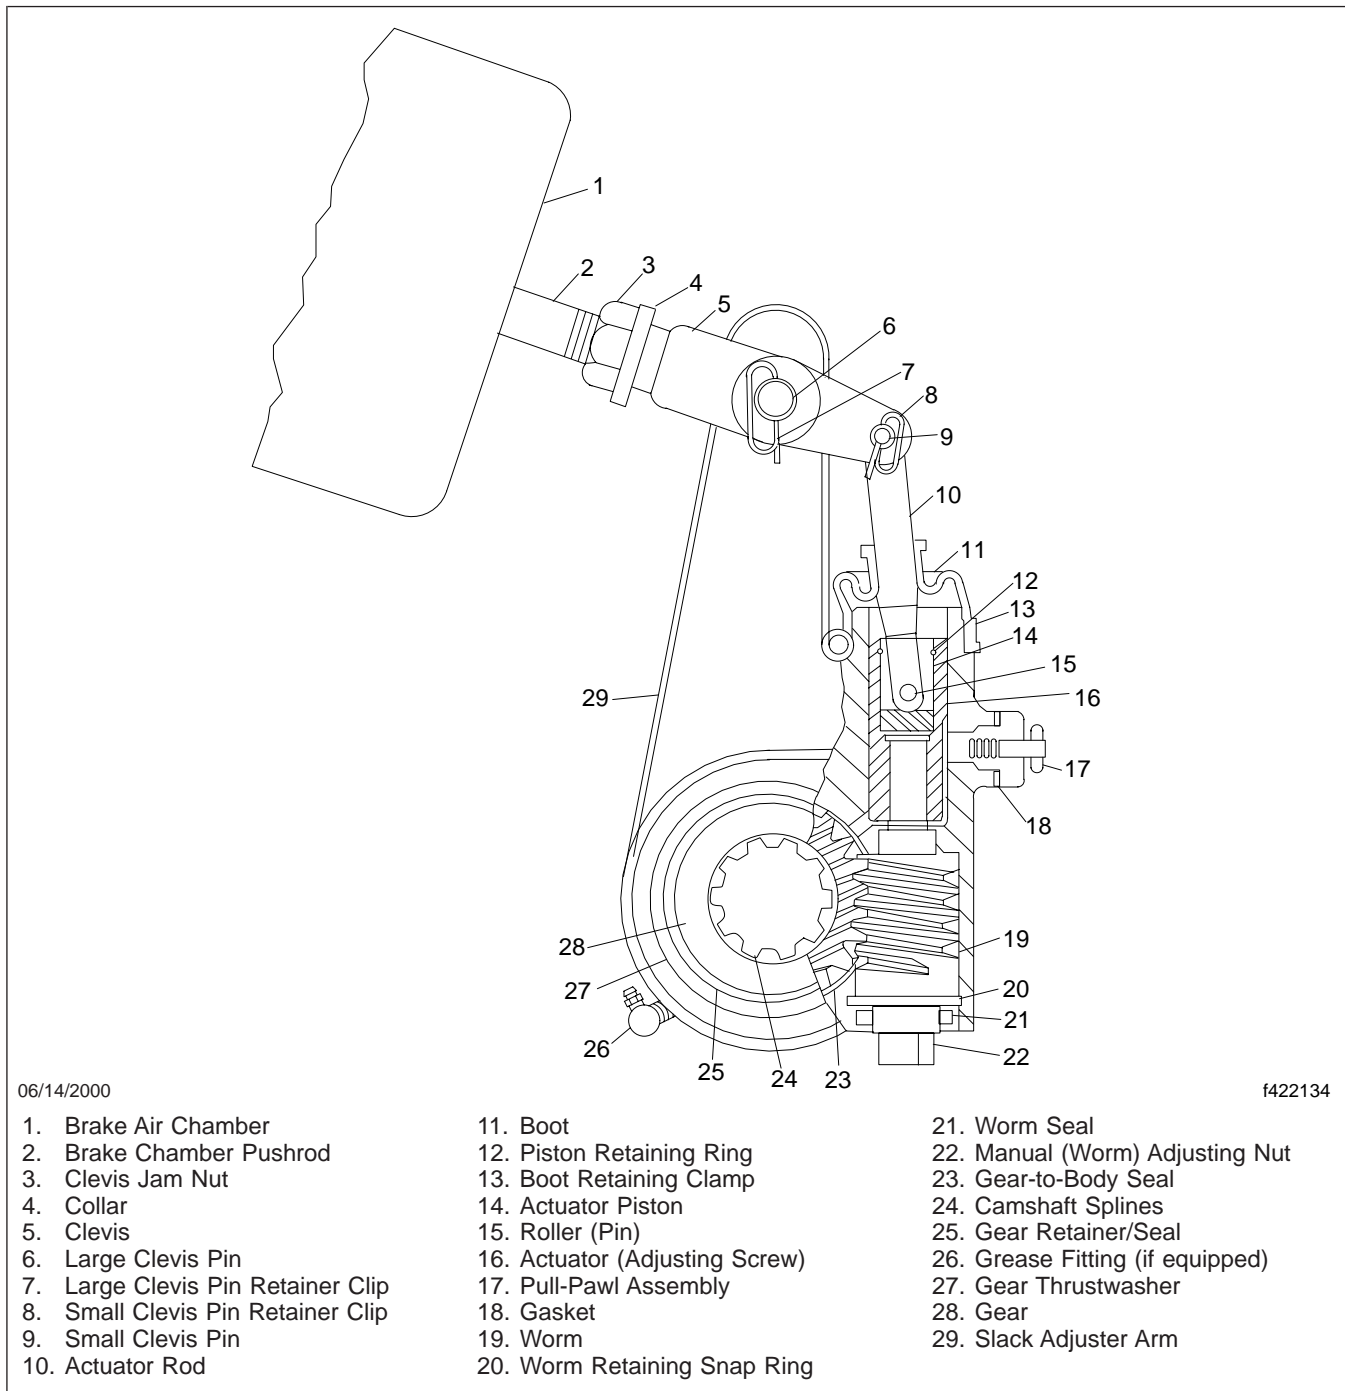 1
2
3
4
5
6
7
8
9
10
11
12
13
14
15
16
29
17
18
28
19
27
20
21
26
22
25
24
23
06/14/2000
f422134
1. Brake Air Chamber
2. Brake Chamber Pushrod
3. Clevis Jam Nut
4. Collar
5. Clevis
6. Large Clevis Pin
7. Large Clevis Pin Retainer Clip
8. Small Clevis Pin Retainer Clip
9. Small Clevis Pin
10. Actuator Rod
11. Boot
12. Piston Retaining Ring
13. Boot Retaining Clamp
14. Actuator Piston
15. Roller (Pin)
16. Actuator (Adjusting Screw)
17. Pull-Pawl Assembly
18. Gasket
19. Worm
20. Worm Retaining Snap Ring
21. Worm Seal
22. Manual (Worm) Adjusting Nut
23. Gear-to-Body Seal
24. Camshaft Splines
25. Gear Retainer/Seal
26. Grease Fitting (if equipped)
27. Gear Thrustwasher
28. Gear
29. Slack Adjuster Arm